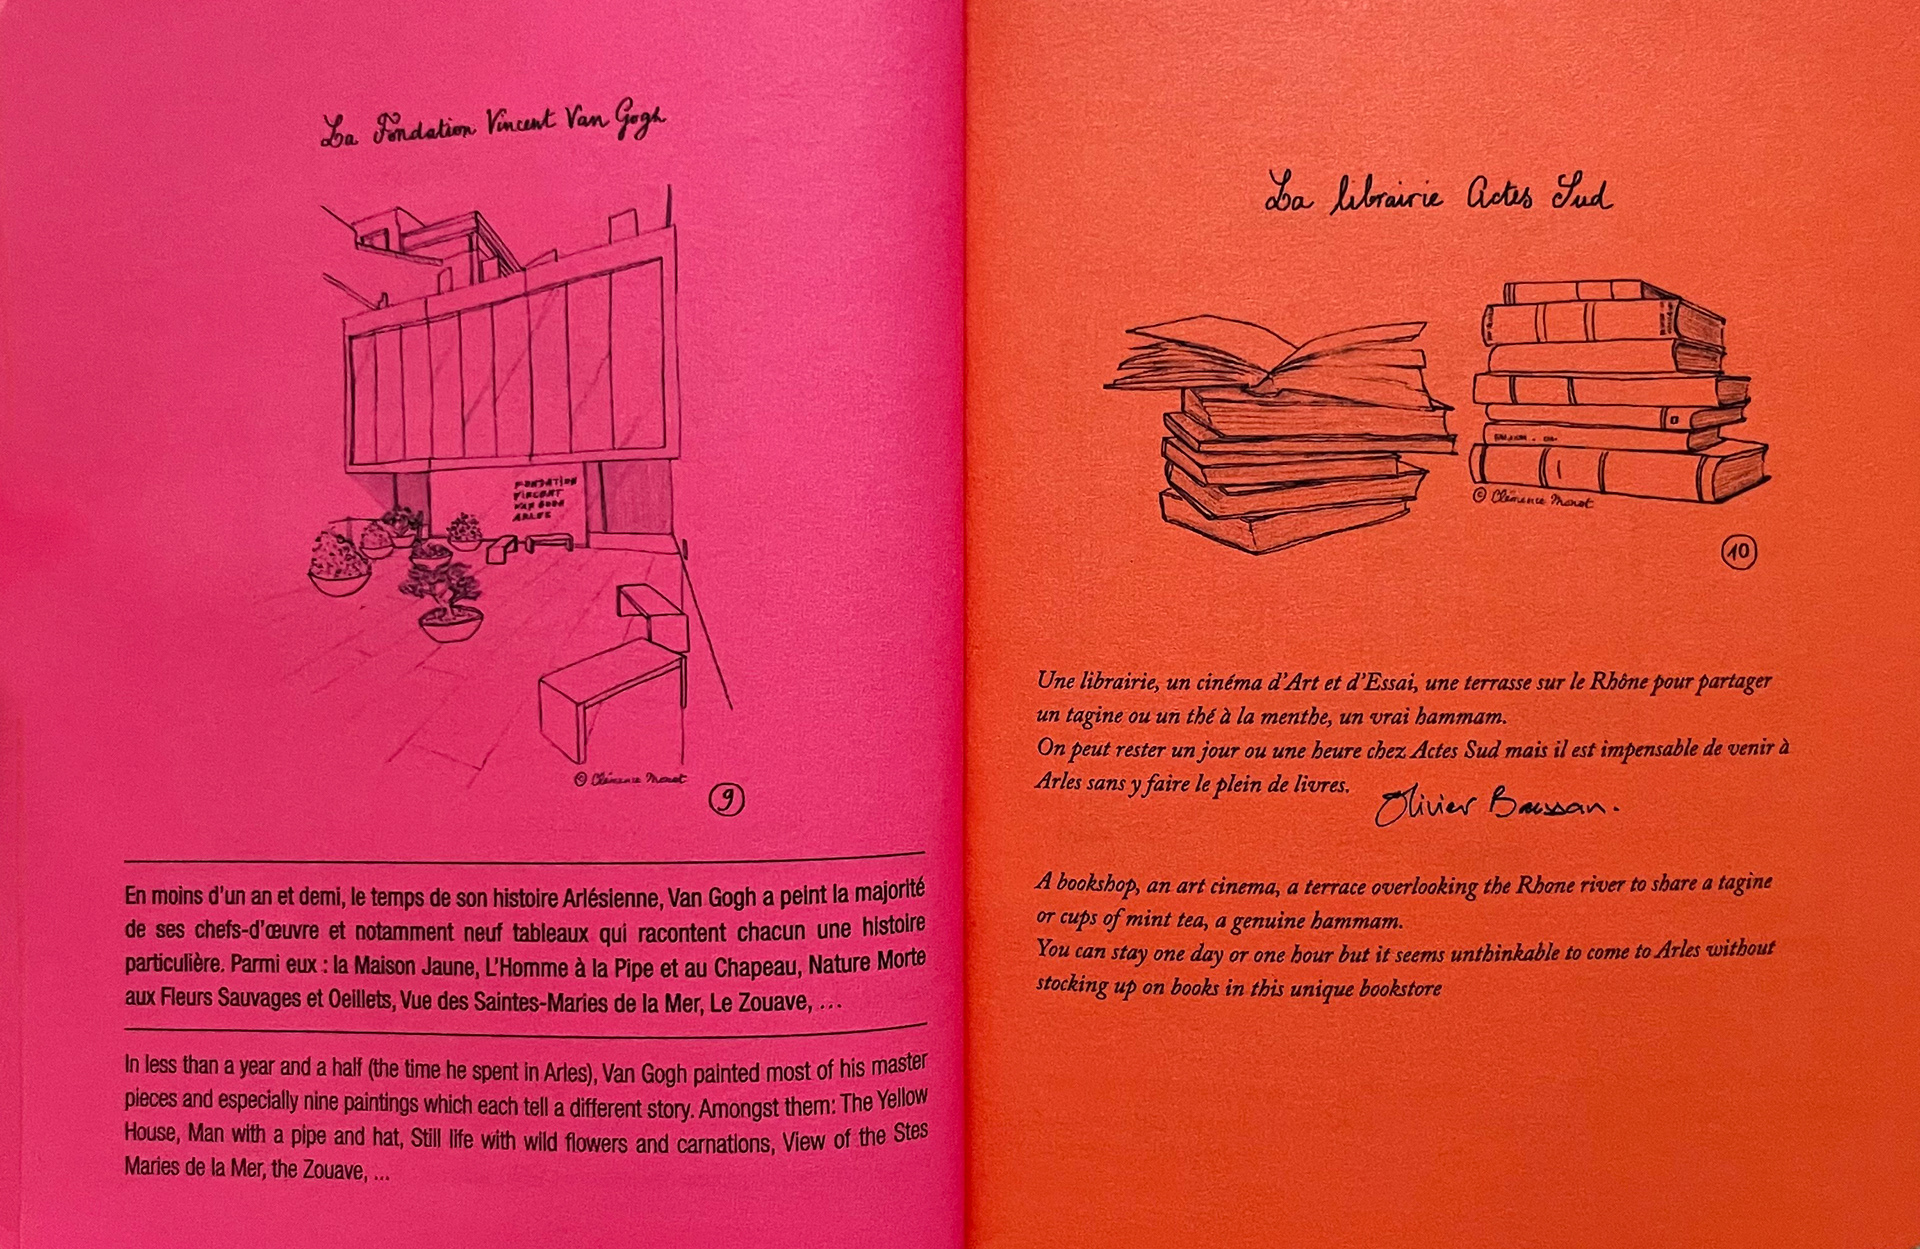 La Fondation Vincent Van Gogh
FONDATION
VINCENT
VAN GOGH
ARLES
© Clémence Monot
9
En moins d'un an et demi, le temps de son histoire Arlésienne, Van Gogh a peint la majorité
de ses chefs-d'œuvre et notamment neuf tableaux qui racontent chacun une histoire
particulière. Parmi eux : la Maison Jaune, L'Homme à la Pipe et au Chapeau, Nature Morte
aux Fleurs Sauvages et Oeillets, Vue des Saintes-Maries de la Mer, Le Zouave, ...
In less than a year and a half (the time he spent in Arles), Van Gogh painted most of his master
pieces and especially nine paintings which each tell a different story. Amongst them: The Yellow
House, Man with a pipe and hat, Still life with wild flowers and carnations, View of the Stes
Maries de la Mer, the Zouave, ...
La librairie Actes Sud
© Clémence Monot
10
Une librairie, un cinéma d'Art et d'Essai, une terrasse sur le Rhône pour partager
un tagine ou un thé à la menthe, un vrai hammam.
On peut rester un jour ou une heure chez Actes Sud mais il est impensable de venir à
Arles sans y faire le plein de livres.
Olivier Baussan.
A bookshop, an art cinema, a terrace overlooking the Rhone river to share a tagine
or cups of mint tea, a genuine hammam.
You can stay one day or one hour but it seems unthinkable to come to Arles without
stocking up on books in this unique bookstore